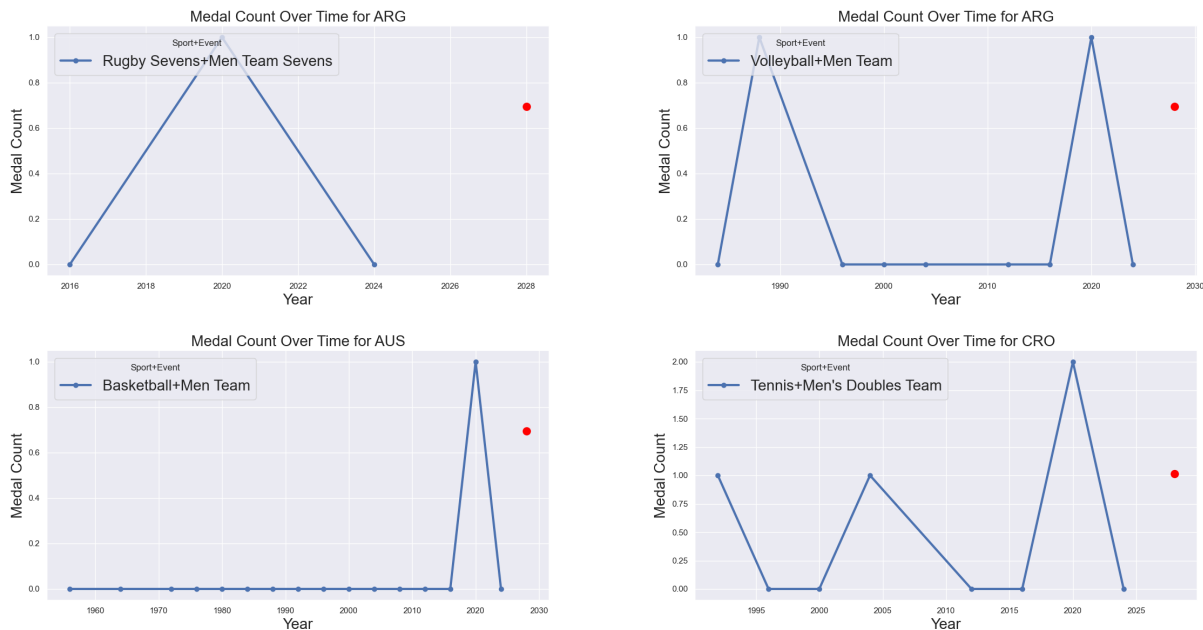 Medal Count Over Time for ARG
Sport+Event
Rugby Sevens+Men Team Sevens
Medal Count
1.0
0.8
0.6
0.4
0.2
0.0
2016
2018
2020
2022
2024
2026
2028
Year
Medal Count Over Time for ARG
Sport+Event
Volleyball+Men Team
Medal Count
1.0
0.8
0.6
0.4
0.2
0.0
1990
2000
2010
2020
2030
Year
Medal Count Over Time for AUS
Sport+Event
Basketball+Men Team
Medal Count
1.0
0.8
0.6
0.4
0.2
0.0
1960
1970
1980
1990
2000
2010
2020
2030
Year
Medal Count Over Time for CRO
Sport+Event
Tennis+Men's Doubles Team
Medal Count
2.00
1.75
1.50
1.25
1.00
0.75
0.50
0.25
0.00
1995
2000
2005
2010
2015
2020
2025
Year